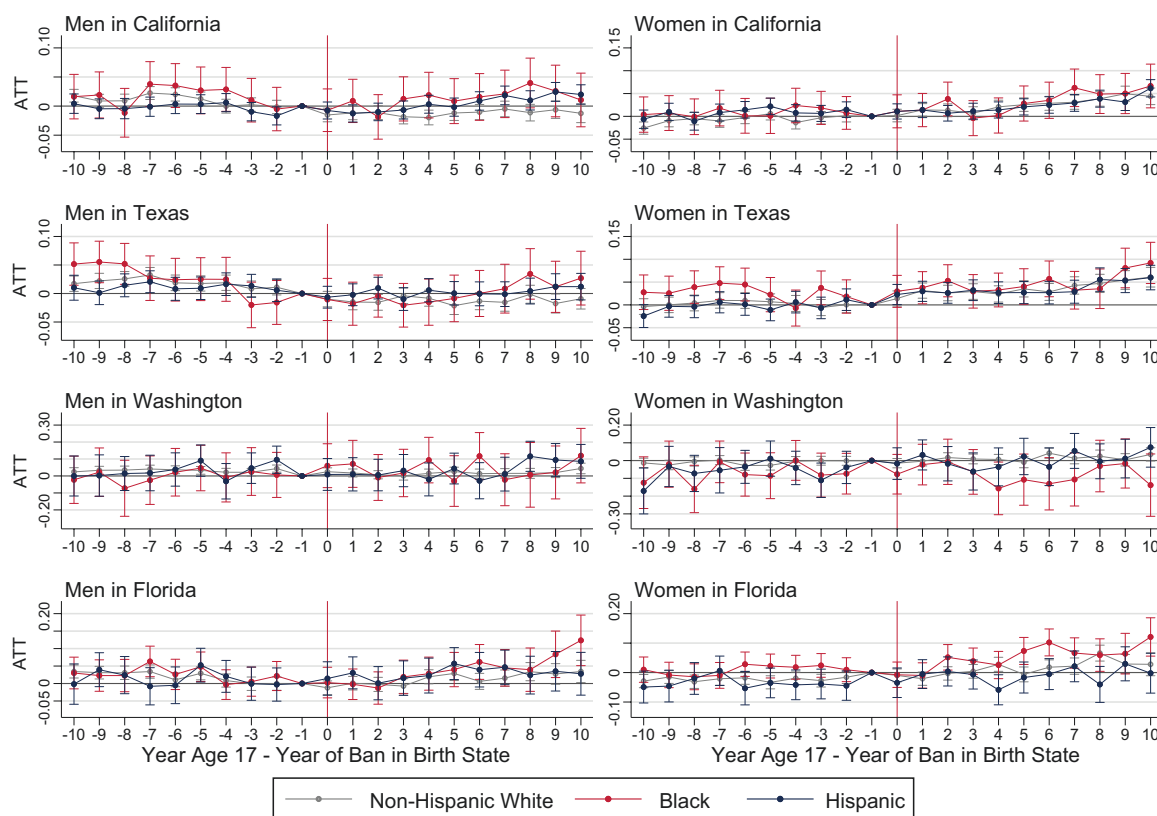 Men in California
Women in California
ATT
0.10
0
-0.05
0.15
0
-0.05
-10 -9 -8 -7 -6 -5 -4 -3 -2 -1 0 1 2 3 4 5 6 7 8 9 10
-10 -9 -8 -7 -6 -5 -4 -3 -2 -1 0 1 2 3 4 5 6 7 8 9 10
Men in Texas
Women in Texas
ATT
0.10
0
-0.05
0.15
0
-0.05
-10 -9 -8 -7 -6 -5 -4 -3 -2 -1 0 1 2 3 4 5 6 7 8 9 10
-10 -9 -8 -7 -6 -5 -4 -3 -2 -1 0 1 2 3 4 5 6 7 8 9 10
Men in Washington
Women in Washington
ATT
0.30
0
-0.20
0.20
0
-0.30
-10 -9 -8 -7 -6 -5 -4 -3 -2 -1 0 1 2 3 4 5 6 7 8 9 10
-10 -9 -8 -7 -6 -5 -4 -3 -2 -1 0 1 2 3 4 5 6 7 8 9 10
Men in Florida
Women in Florida
ATT
0.20
0
-0.05
0.20
0
-0.10
-10 -9 -8 -7 -6 -5 -4 -3 -2 -1 0 1 2 3 4 5 6 7 8 9 10
-10 -9 -8 -7 -6 -5 -4 -3 -2 -1 0 1 2 3 4 5 6 7 8 9 10
Year Age 17 - Year of Ban in Birth State
Year Age 17 - Year of Ban in Birth State
Non-Hispanic White Black Hispanic